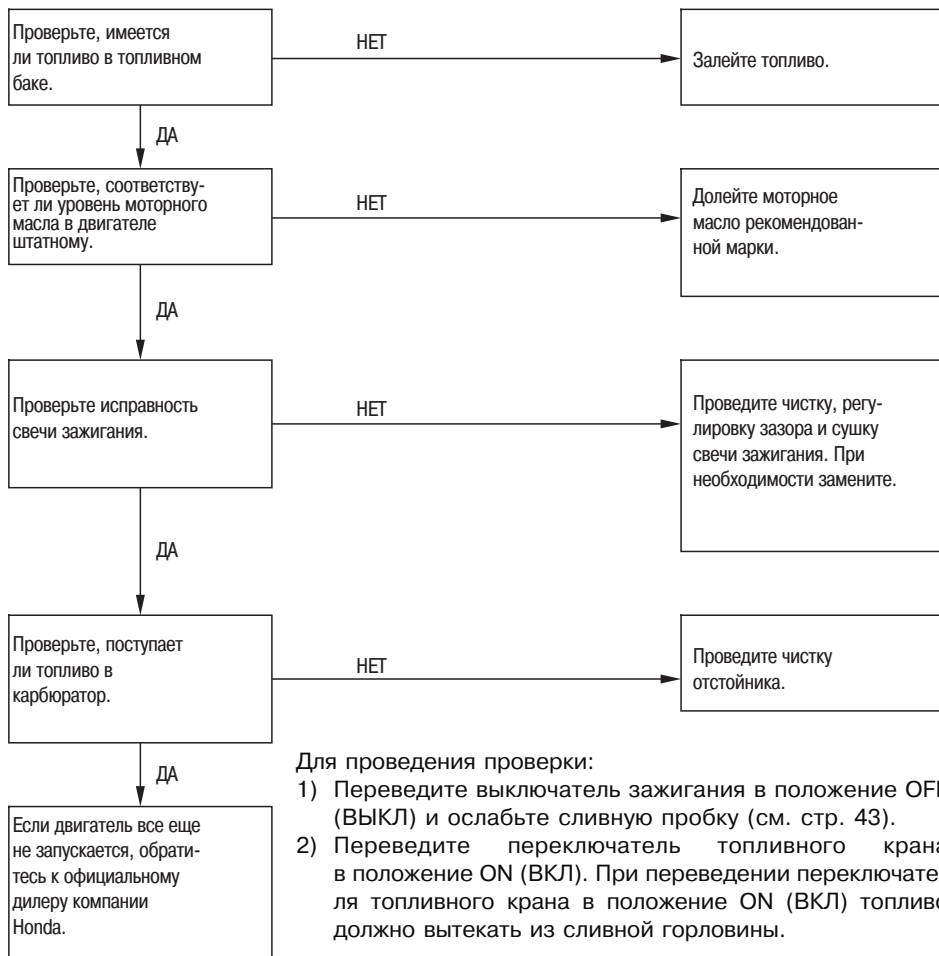 Проверьте, имеется
ли топливо в топливном
баке.
НЕТ
Залейте топливо.
ДА
Проверьте, соответству-
ет ли уровень моторного
масла в двигателе
штатному.
НЕТ
Долейте моторное
масло рекомендован-
ной марки.
ДА
Проверьте исправность
свечи зажигания.
НЕТ
Проведите чистку, регу-
лировку зазора и сушку
свечи зажигания. При
необходимости замените.
ДА
Проверьте, поступает
ли топливо в
карбюратор.
НЕТ
Проведите чистку
отстойника.
ДА
Если двигатель все еще
не запускается, обрати-
тесь к официальному
дилеру компании
Honda.
Для проведения проверки:
1) Переведите выключатель зажигания в положение OFF
(ВЫКЛ) и ослабьте сливную пробку (см. стр. 43).
2) Переведите переключатель топливного крана
в положение ON (ВКЛ). При переведении переключате
ля топливного крана в положение ON (ВКЛ) топливо
должно вытекать из сливной горловины.